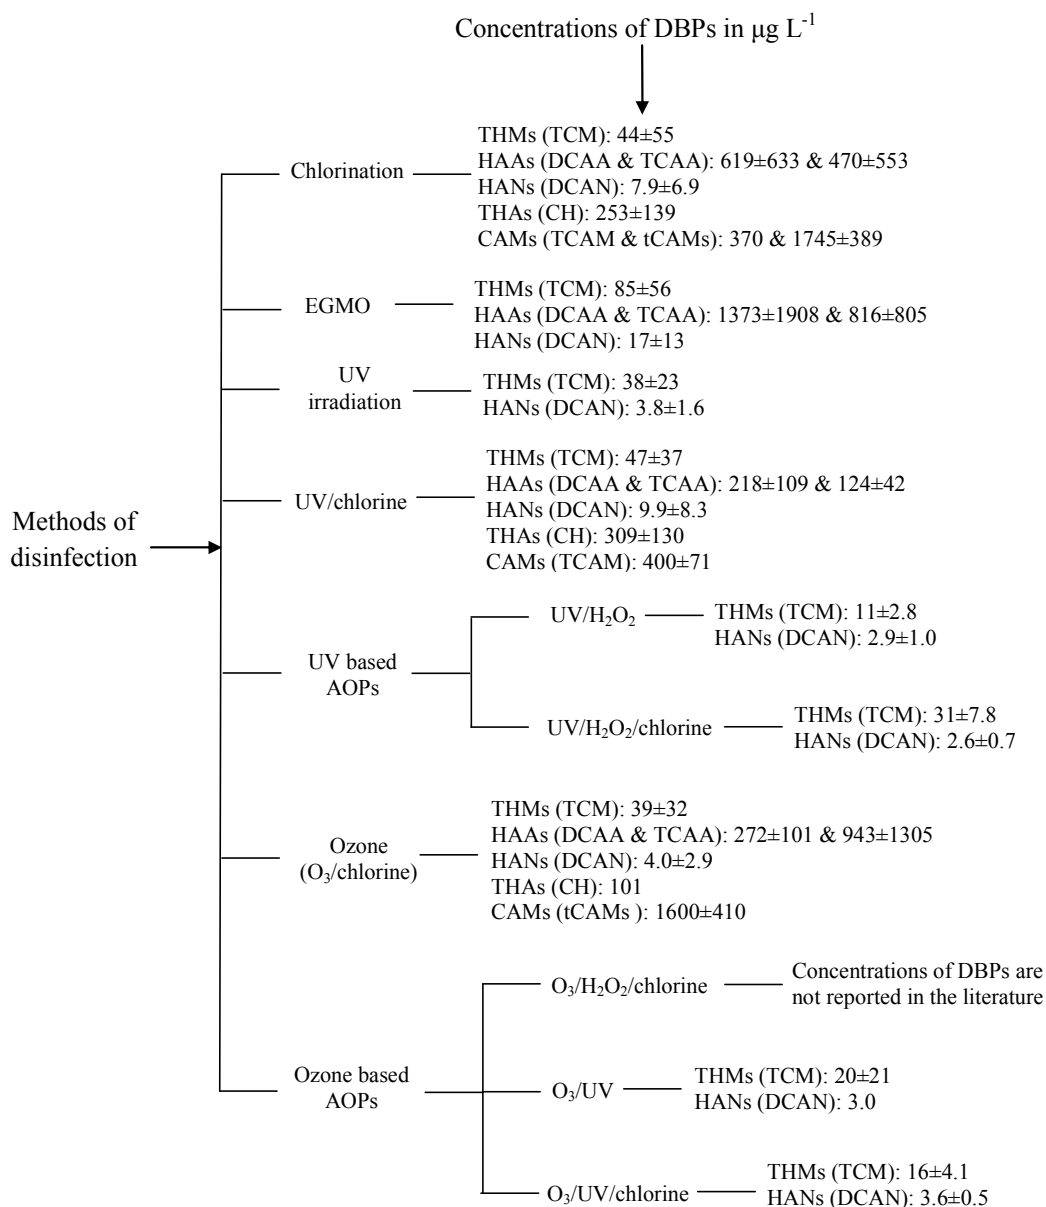 Concentrations of DBPs in μg L⁻¹
Methods of
disinfection
Chlorination
THMs (TCM): 44±55
HAAs (DCAA & TCAA): 619±633 & 470±553
HANs (DCAN): 7.9±6.9
THAs (CH): 253±139
CAMs (TCAM & tCAMs): 370 & 1745±389
EGMO
THMs (TCM): 85±56
HAAs (DCAA & TCAA): 1373±1908 & 816±805
HANs (DCAN): 17±13
UV
irradiation
THMs (TCM): 38±23
HANs (DCAN): 3.8±1.6
UV/chlorine
THMs (TCM): 47±37
HAAs (DCAA & TCAA): 218±109 & 124±42
HANs (DCAN): 9.9±8.3
THAs (CH): 309±130
CAMs (TCAM): 400±71
UV based
AOPs
UV/H₂O₂
THMs (TCM): 11±2.8
HANs (DCAN): 2.9±1.0
UV/H₂O₂/chlorine
THMs (TCM): 31±7.8
HANs (DCAN): 2.6±0.7
Ozone
(O₃/chlorine)
THMs (TCM): 39±32
HAAs (DCAA & TCAA): 272±101 & 943±1305
HANs (DCAN): 4.0±2.9
THAs (CH): 101
CAMs (tCAMs ): 1600±410
Ozone based
AOPs
O₃/H₂O₂/chlorine
Concentrations of DBPs are
not reported in the literature
O₃/UV
THMs (TCM): 20±21
HANs (DCAN): 3.0
O₃/UV/chlorine
THMs (TCM): 16±4.1
HANs (DCAN): 3.6±0.5